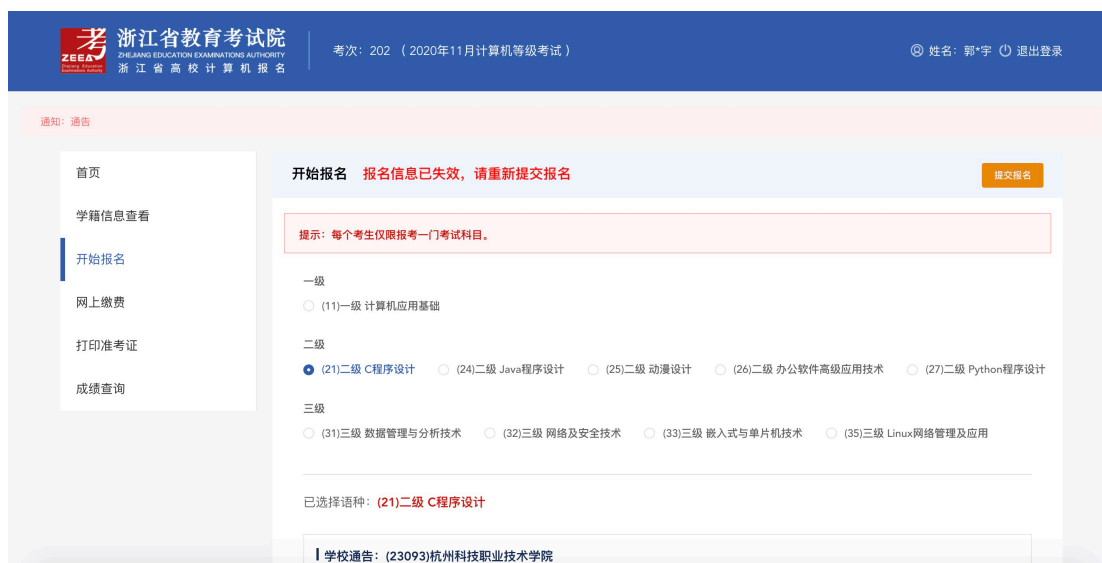 浙江省教育考试院
ZHEJIANG EDUCATION EXAMINATIONS AUTHORITY
浙江省高校计算机报名
ZEEA
Zhejiang Education
Examinations Authority
考次：202 （ 2020年11月计算机等级考试 ）
姓名：郭*宇 退出登录
通知：通告
首页
学籍信息查看
开始报名
网上缴费
打印准考证
成绩查询
开始报名 报名信息已失效，请重新提交报名
提交报名
提示：每个考生仅限报考一门考试科目。
一级
(11)一级 计算机应用基础
二级
(21)二级 C程序设计 (24)二级 Java程序设计 (25)二级 动漫设计 (26)二级 办公软件高级应用技术 (27)二级 Python程序设计
三级
(31)三级 数据管理与分析技术 (32)三级 网络及安全技术 (33)三级 嵌入式与单片机技术 (35)三级 Linux网络管理及应用
已选择语种：(21)二级 C程序设计
学校通告：(23093)杭州科技职业技术学院